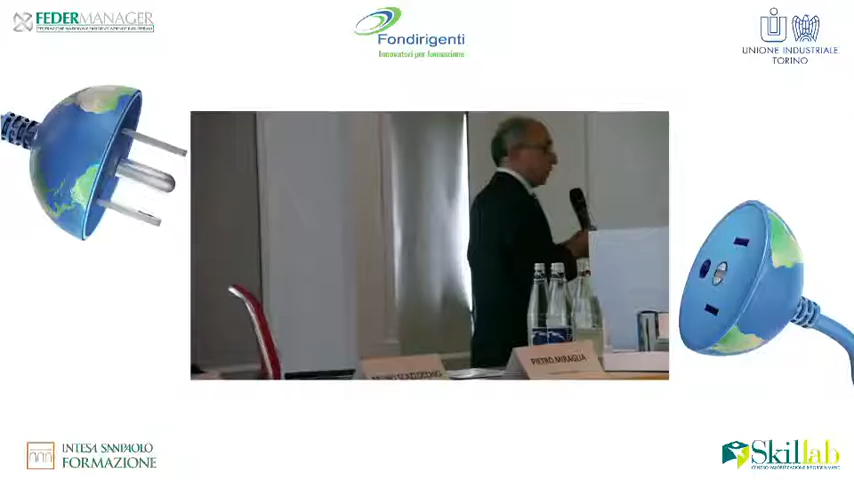 FEDERMANAGER
Fondirigenti
Innovatori per formazione
UNIONE INDUSTRIALE
TORINO
PIETRO MIRAGLIA
INTESA SANPAOLO
FORMAZIONE
Skillab